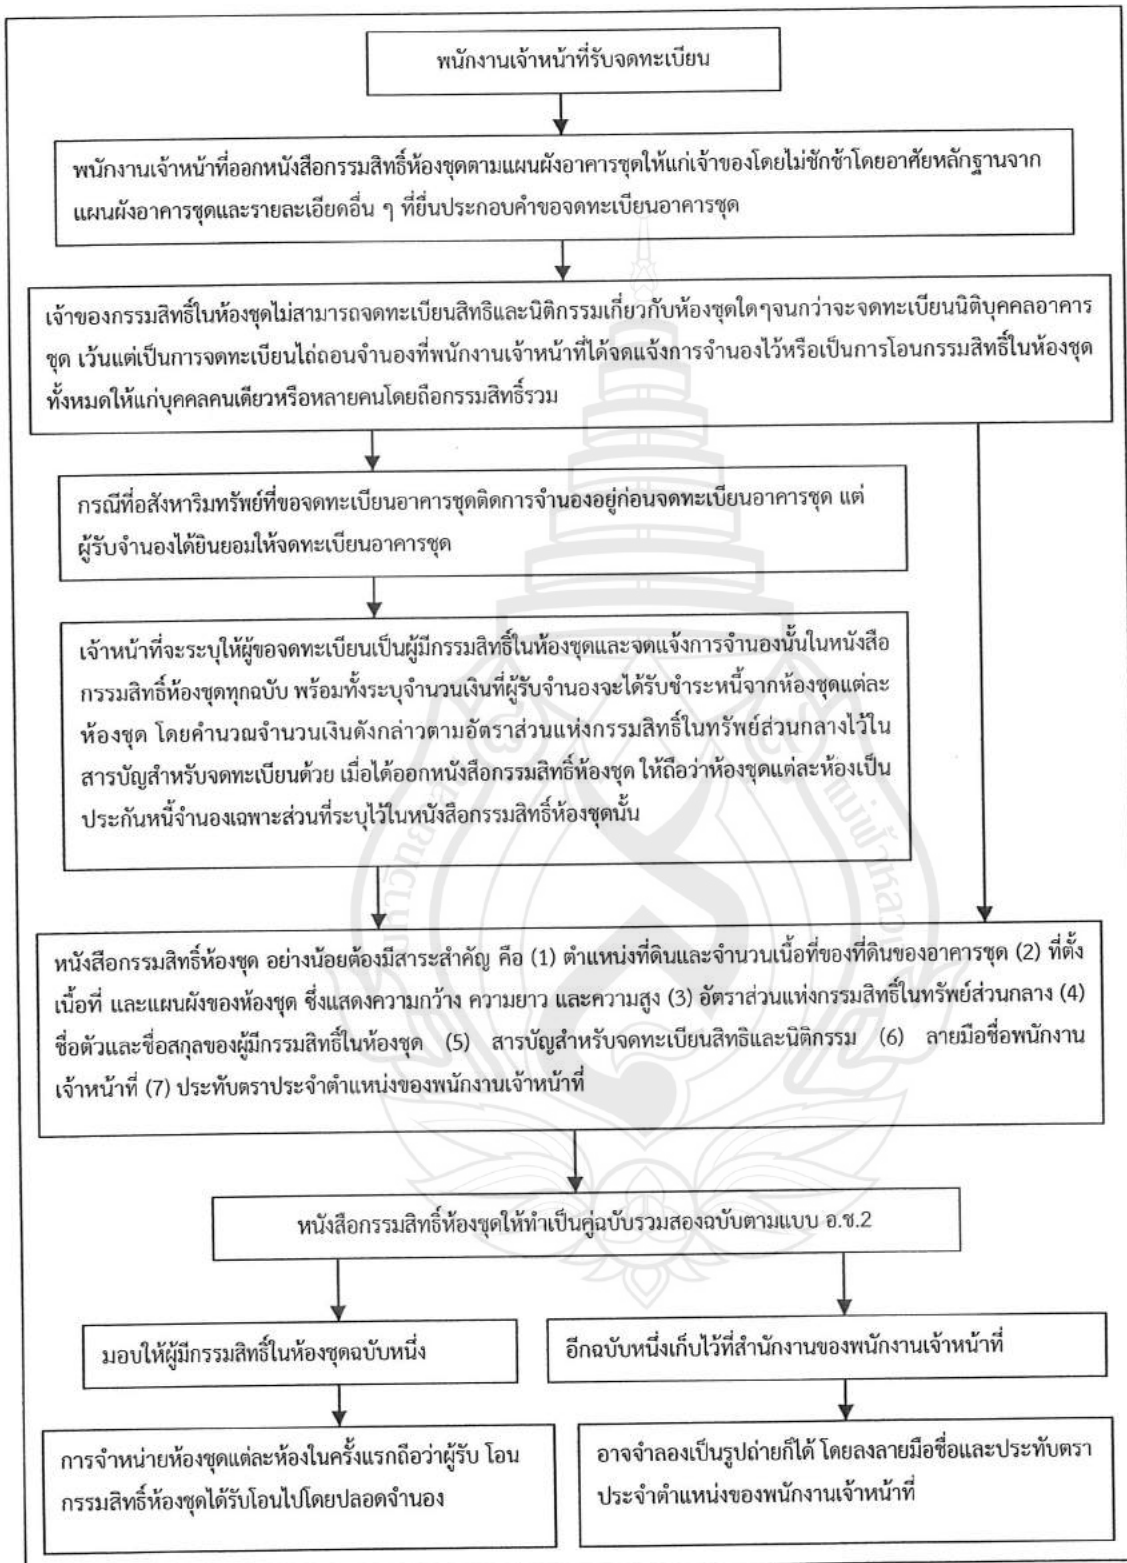 พนักงานเจ้าหน้าที่รับจดทะเบียน
พนักงานเจ้าหน้าที่ออกหนังสือกรรมสิทธิ์ห้องชุดตามแผนผังอาคารชุดให้แก่เจ้าของโดยไม่ชักช้าโดยอาศัยหลักฐานจาก
แผนผังอาคารชุดและรายละเอียดอื่น ๆ ที่ยื่นประกอบคำขอจดทะเบียนอาคารชุด
เจ้าของกรรมสิทธิ์ในห้องชุดไม่สามารถจดทะเบียนสิทธิและนิติกรรมเกี่ยวกับห้องชุดใดๆจนกว่าจะจดทะเบียนนิติบุคคลอาคาร
ชุด เว้นแต่เป็นการจดทะเบียนไถ่ถอนจำนองที่พนักงานเจ้าหน้าที่ได้จดแจ้งการจำนองไว้หรือเป็นการโอนกรรมสิทธิ์ในห้องชุด
ทั้งหมดให้แก่บุคคลคนเดียวหรือหลายคนโดยถือกรรมสิทธิ์รวม
กรณีที่อสังหาริมทรัพย์ที่ขอจดทะเบียนอาคารชุดติดการจำนองอยู่ก่อนจดทะเบียนอาคารชุด แต่
ผู้รับจำนองได้ยินยอมให้จดทะเบียนอาคารชุด
เจ้าหน้าที่จะระบุให้ผู้ขอจดทะเบียนเป็นผู้มีกรรมสิทธิ์ในห้องชุดและจดแจ้งการจำนองนั้นในหนังสือ
กรรมสิทธิ์ห้องชุดทุกฉบับ พร้อมทั้งระบุจำนวนเงินที่ผู้รับจำนองจะได้รับชำระหนี้จากห้องชุดแต่ละ
ห้องชุด โดยคำนวณจำนวนเงินดังกล่าวตามอัตราส่วนแห่งกรรมสิทธิ์ในทรัพย์ส่วนกลางไว้ใน
สารบัญสำหรับจดทะเบียนด้วย เมื่อได้ออกหนังสือกรรมสิทธิ์ห้องชุด ให้ถือว่าห้องชุดแต่ละห้องเป็น
ประกันหนี้จำนองเฉพาะส่วนที่ระบุไว้ในหนังสือกรรมสิทธิ์ห้องชุดนั้น
หนังสือกรรมสิทธิ์ห้องชุด อย่างน้อยต้องมีสาระสำคัญ คือ (1) ตำแหน่งที่ดินและจำนวนเนื้อที่ของที่ดินของอาคารชุด (2) ที่ตั้ง
เนื้อที่ และแผนผังของห้องชุด ซึ่งแสดงความกว้าง ความยาว และความสูง (3) อัตราส่วนแห่งกรรมสิทธิ์ในทรัพย์ส่วนกลาง (4)
ชื่อตัวและชื่อสกุลของผู้มีกรรมสิทธิ์ในห้องชุด (5) สารบัญสำหรับจดทะเบียนสิทธิและนิติกรรม (6) ลายมือชื่อพนักงาน
เจ้าหน้าที่ (7) ประทับตราประจำตำแหน่งของพนักงานเจ้าหน้าที่
หนังสือกรรมสิทธิ์ห้องชุดให้ทำเป็นคู่ฉบับรวมสองฉบับตามแบบ อ.ช.2
มอบให้ผู้มีกรรมสิทธิ์ในห้องชุดฉบับหนึ่ง
อีกฉบับหนึ่งเก็บไว้ที่สำนักงานของพนักงานเจ้าหน้าที่
การจำหน่ายห้องชุดแต่ละห้องในครั้งแรกถือว่าผู้รับ โอน
กรรมสิทธิ์ห้องชุดได้รับโอนไปโดยปลอดจำนอง
อาจจำลองเป็นรูปถ่ายก็ได้ โดยลงลายมือชื่อและประทับตรา
ประจำตำแหน่งของพนักงานเจ้าหน้าที่